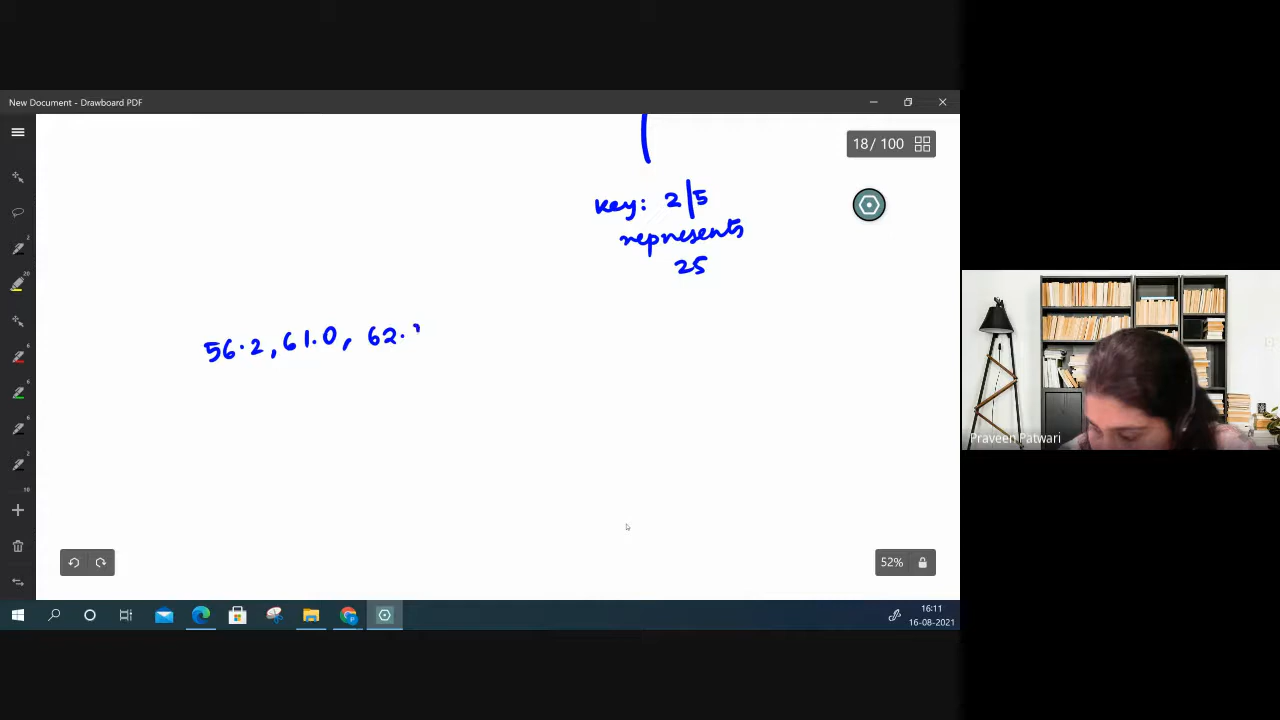 New Document - Drawboard PDF
18 / 100
key: 2|5
represents
25
56.2, 61.0, 62.
Praveen Patwari
52%
16:11
16-08-2021